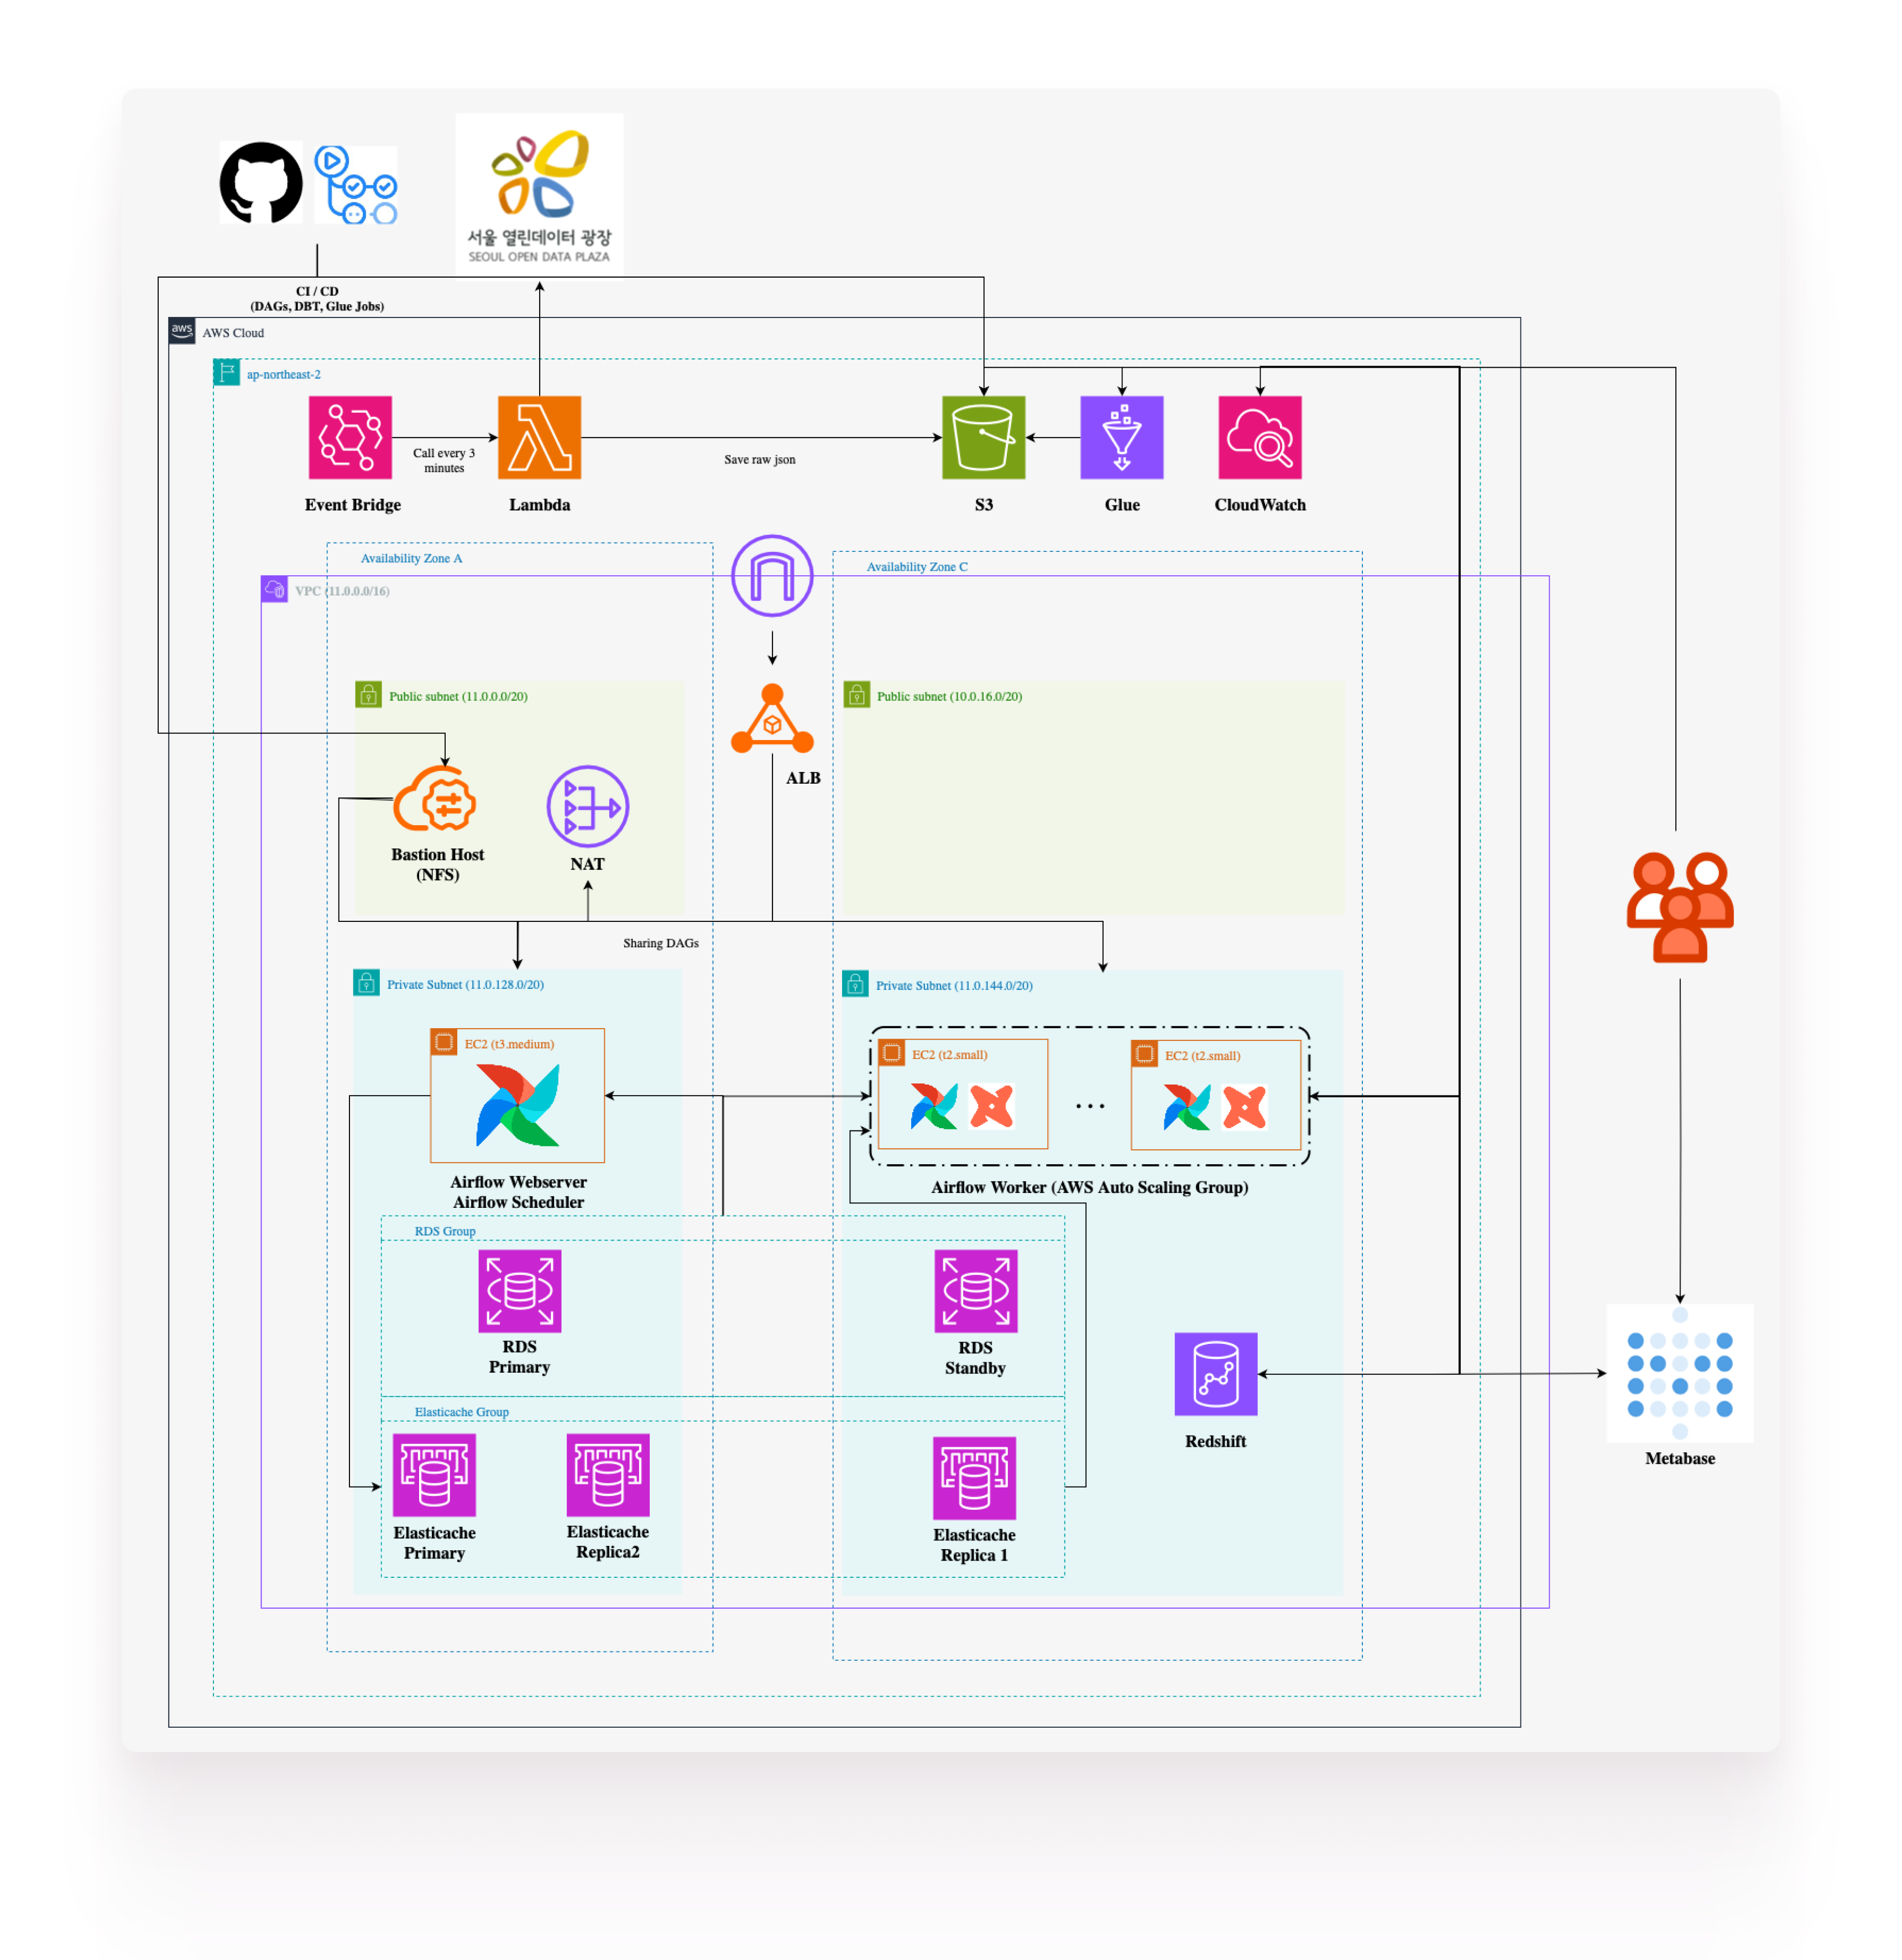 서울 열린데이터 광장
SEOUL OPEN DATA PLAZA
CI / CD
(DAGs, DBT, Glue Jobs)
aws
AWS Cloud
ap-northeast-2
Call every 3
minutes
Save raw json
Event Bridge
Lambda
S3
Glue
CloudWatch
Availability Zone A
Availability Zone C
VPC (11.0.0.0/16)
Public subnet (11.0.0.0/20)
Public subnet (10.0.16.0/20)
ALB
Bastion Host
(NFS)
NAT
Sharing DAGs
Private Subnet (11.0.128.0/20)
Private Subnet (11.0.144.0/20)
EC2 (t3.medium)
EC2 (t2.small)
EC2 (t2.small)
...
Airflow Webserver
Airflow Scheduler
Airflow Worker (AWS Auto Scaling Group)
RDS Group
RDS
Primary
RDS
Standby
Elasticache Group
Redshift
Metabase
Elasticache
Primary
Elasticache
Replica2
Elasticache
Replica 1